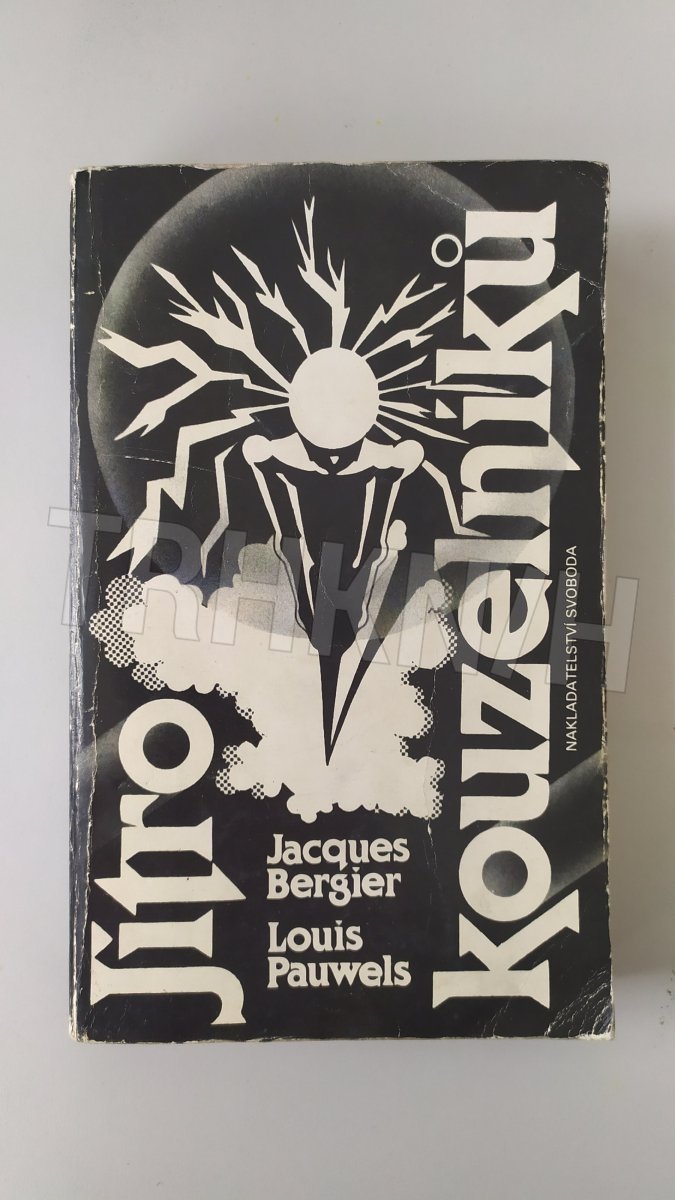 Jitro
kouzelníků
Jacques
Bergier
Louis
Pauwels
NAKLADATELSTVÍ SVOBODA
TRHKNIH